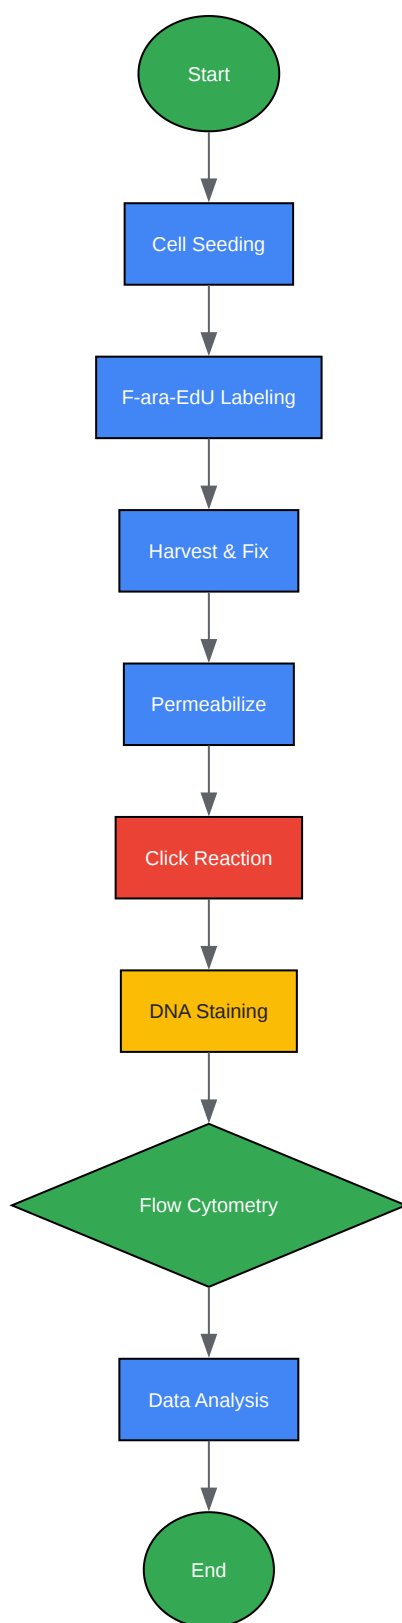 Start
Cell Seeding
F-ara-EdU Labeling
Harvest & Fix
Permeabilize
Click Reaction
DNA Staining
Flow Cytometry
Data Analysis
End